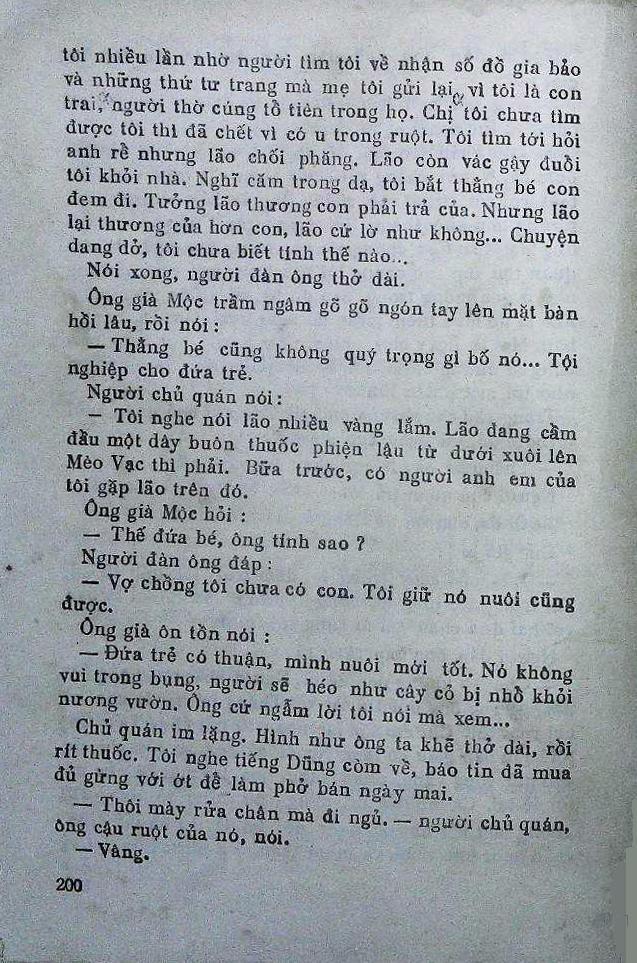 tôi nhiều lần nhờ người tìm tôi về nhận số đồ gia bảo
và những thứ tư trang mà mẹ tôi gửi lại, vì tôi là con
trai, người thờ cúng tổ tiên trong họ. Chị tôi chưa tìm
được tôi thì đã chết vì có u trong ruột. Tôi tìm tới hỏi
anh rể nhưng lão chối phăng. Lão còn vác gậy đuổi
tôi khỏi nhà. Nghĩ căm trong dạ, tôi bắt thằng bé con
đem đi. Tưởng lão thương con phải trả của. Nhưng lão
lại thương của hơn con, lão cứ lờ như không... Chuyện
dang dở, tôi chưa biết tính thế nào...
Nói xong, người đàn ông thở dài.
Ông già Mộc trầm ngâm gõ gõ ngón tay lên mặt bàn
hồi lâu, rồi nói :
— Thằng bé cũng không quý trọng gì bố nó... Tội
nghiệp cho đứa trẻ.
Người chủ quán nói :
— Tôi nghe nói lão nhiều vàng lắm. Lão đang cầm
đầu một dây buôn thuốc phiện lậu từ dưới xuôi lên
Mèo Vạc thì phải. Bữa trước, có người anh em của
tôi gặp lão trên đó.
Ông già Mộc hỏi :
— Thế đứa bé, ông tính sao ?
Người đàn ông đáp :
— Vợ chồng tôi chưa có con. Tôi giữ nó nuôi cũng
được.
Ông già ôn tồn nói :
— Đứa trẻ có thuận, mình nuôi mới tốt. Nó không
vui trong bụng, người sẽ héo như cây cỏ bị nhổ khỏi
nương vườn. Ông cứ ngẫm lời tôi nói mà xem...
Chủ quán im lặng. Hình như ông ta khẽ thở dài, rồi
rít thuốc. Tôi nghe tiếng Dũng còm về, báo tin đã mua
đủ gừng với ớt để làm phở bán ngày mai.
— Thôi mày rửa chân mà đi ngủ. — người chủ quán,
ông cậu ruột của nó, nói.
— Vâng.
200